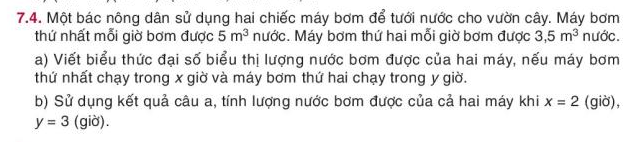 7.4. Một bác nông dân sử dụng hai chiếc máy bơm để tưới nước cho vườn cây. Máy bơm
thứ nhất mỗi giờ bơm được 5 m³ nước. Máy bơm thứ hai mỗi giờ bơm được 3,5 m³ nước.
a) Viết biểu thức đại số biểu thị lượng nước bơm được của hai máy, nếu máy bơm
thứ nhất chạy trong x giờ và máy bơm thứ hai chạy trong y giờ.
b) Sử dụng kết quả câu a, tính lượng nước bơm được của cả hai máy khi x = 2 (giờ),
y = 3 (giờ).